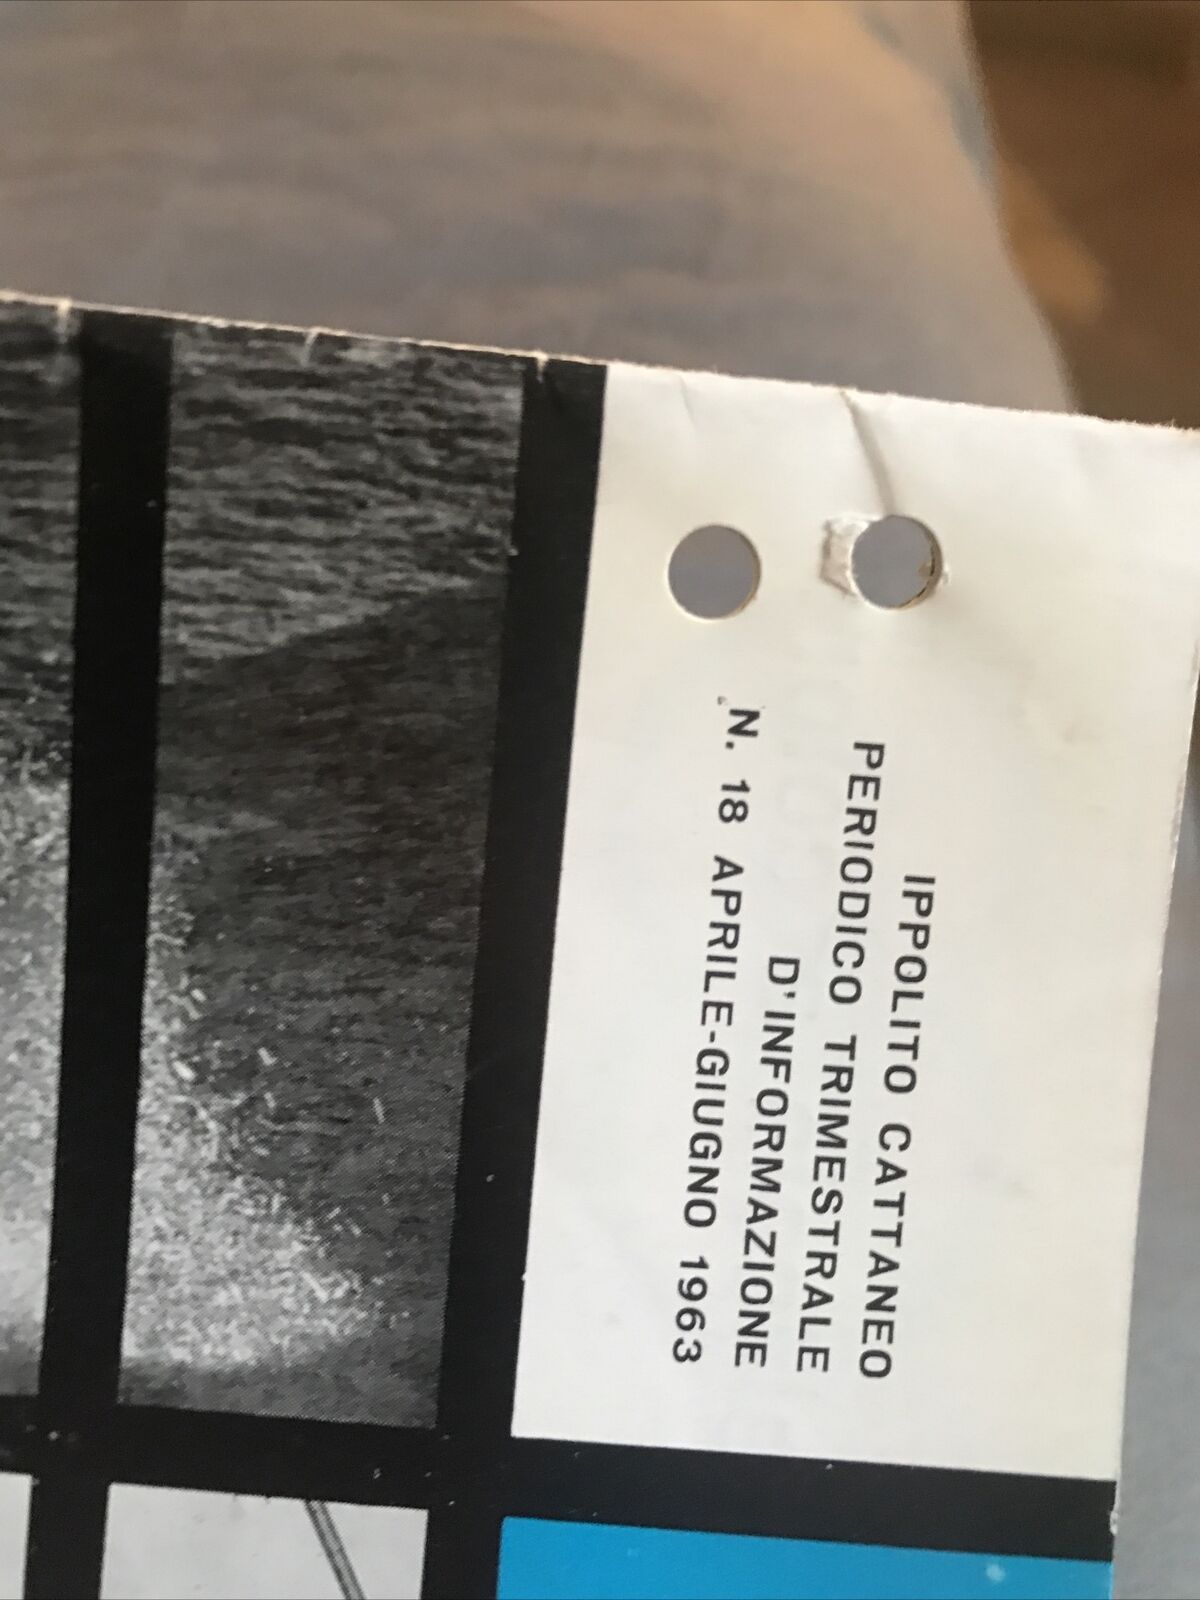 IPPOLITO CATTANEO
PERIODICO TRIMESTRALE
D'INFORMAZIONE
N. 18 APRILE-GIUGNO 1963